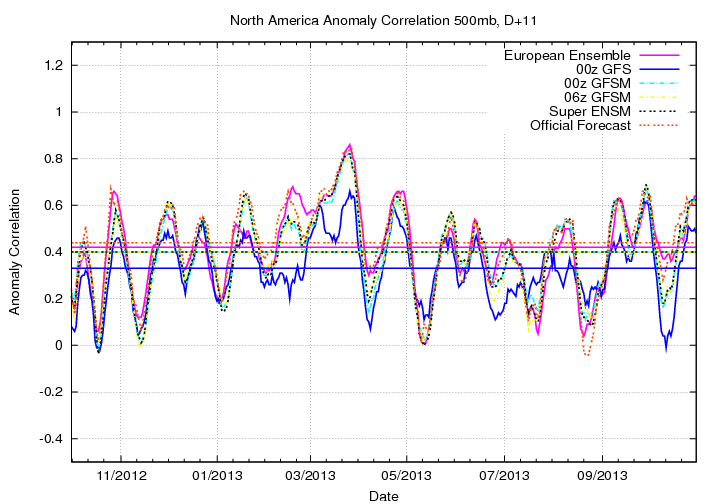 North America Anomaly Correlation 500mb, D+11
European Ensemble
00z GFS
00z GFSM
06z GFSM
Super ENSM
Official Forecast
1.2
1
0.8
0.6
0.4
0.2
0
-0.2
-0.4
Anomaly Correlation
11/2012
01/2013
03/2013
05/2013
07/2013
09/2013
Date